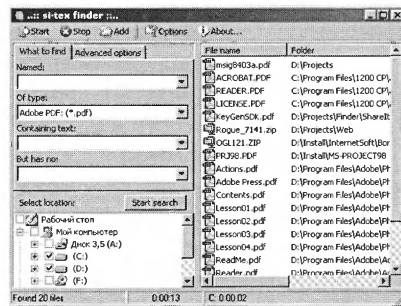 ..:: si-tex finder ::..
Start Stop Add Options About...
What to find Advanced options
Named:
Of type:
Adobe PDF: (*.pdf)
Containing text:
But has no:
Select location: Start search
Рабочий стол
Мой компьютер
Диск 3,5 (A:)
(C:)
(D:)
(F:)
File name Folder
msig8403a.pdf D:\Projects
ACROBAT.PDF C:\Program Files\1200 CP\
READER.PDF C:\Program Files\1200 CP\
LICENSE.PDF C:\Program Files\1200 CP\
KeyGenSDK.pdf D:\Projects\Finder\ShareIt
Rogue_7141.zip D:\Projects\Web
OGL121.ZIP D:\Install\InternetSoft\Bor
PRJ98.PDF D:\Install\MS-PROJECT98
Actions.pdf D:\Program Files\Adobe\Ph
Adobe Press.pdf D:\Program Files\Adobe\Ph
Contents.pdf D:\Program Files\Adobe\Ph
Lesson01.pdf D:\Program Files\Adobe\Ph
Lesson02.pdf D:\Program Files\Adobe\Ph
Lesson03.pdf D:\Program Files\Adobe\Ph
Lesson04.pdf D:\Program Files\Adobe\Ph
ReadMe.pdf D:\Program Files\Adobe\Ac
Reader.pdf D:\Program Files\Adobe\Ac
Found 20 files 0:00:13 C: 0:00:02